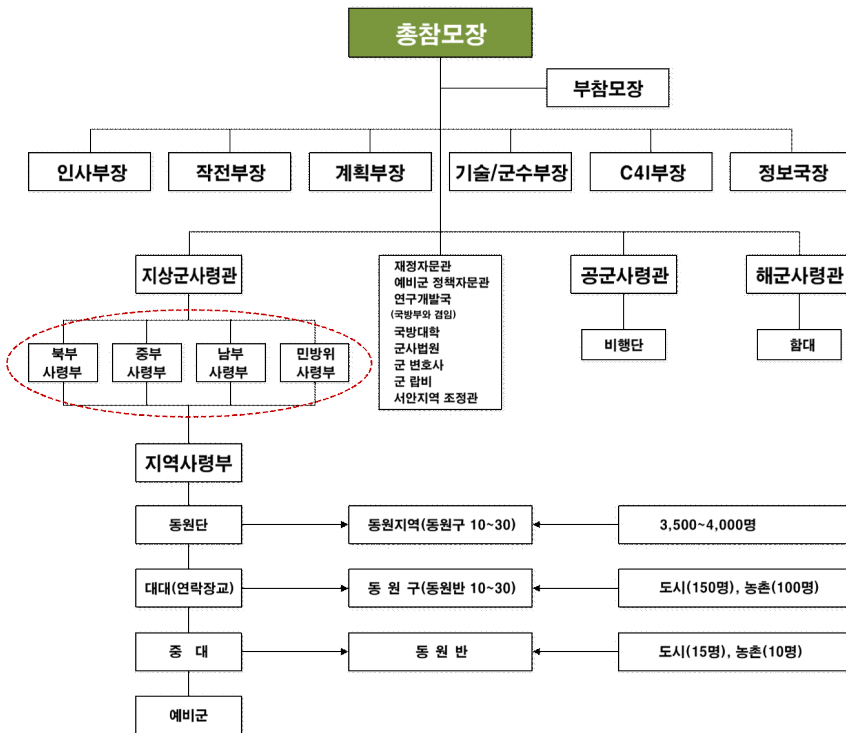 총참모장
부참모장
인사부장
작전부장
계획부장
기술/군수부장
C4I부장
정보국장
지상군사령관
재정자문관
예비군 정책자문관
연구개발국
(국방부와 겸임)
국방대학
군사법원
군 변호사
군 랍비
서안지역 조정관
공군사령관
해군사령관
비행단
함대
북부
사령부
중부
사령부
남부
사령부
민방위
사령부
지역사령부
동원단
동원지역(동원구 10~30)
3,500~4,000명
대대(연락장교)
동 원 구(동원반 10~30)
도시(150명), 농촌(100명)
중 대
동 원 반
도시(15명), 농촌(10명)
예비군